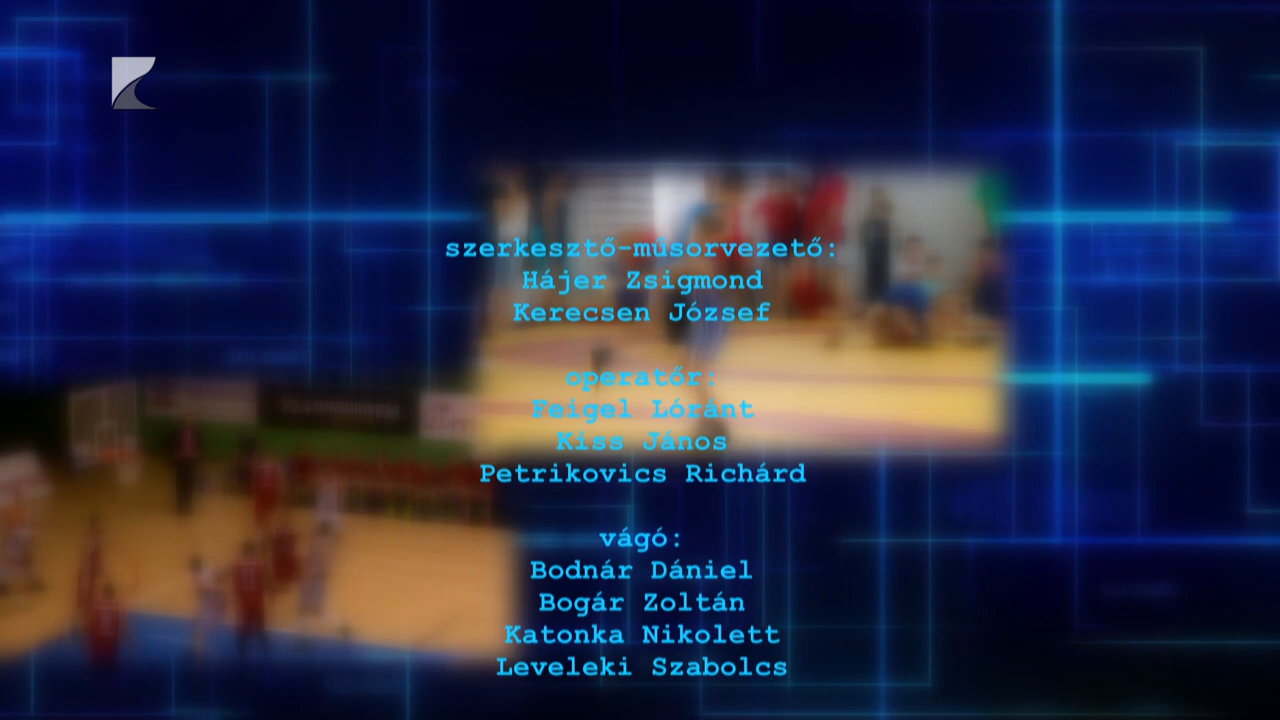 szerkesztő-műsorvezető:
Hájer Zsigmond
Kerecsen József
operatőr:
Feigel Lóránt
Kiss János
Petrikovics Richárd
vágó:
Bodnár Dániel
Bogár Zoltán
Katonka Nikolett
Leveleki Szabolcs